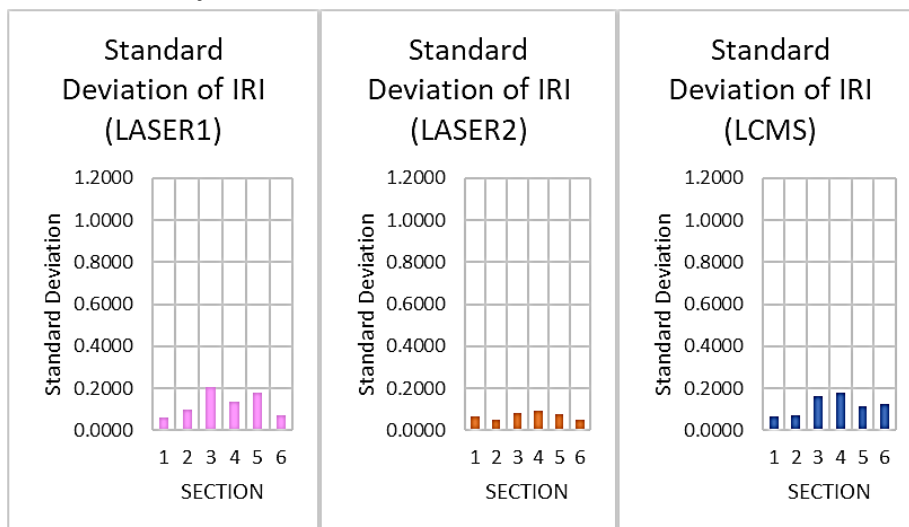 Standard
Deviation of IRI
(LASER1)
1.2000
1.0000
0.8000
0.6000
0.4000
0.2000
0.0000
Standard Deviation
1 2 3 4 5 6
SECTION
Standard
Deviation of IRI
(LASER2)
1.2000
1.0000
0.8000
0.6000
0.4000
0.2000
0.0000
Standard Deviation
1 2 3 4 5 6
SECTION
Standard
Deviation of IRI
(LCMS)
1.2000
1.0000
0.8000
0.6000
0.4000
0.2000
0.0000
Standard Deviation
1 2 3 4 5 6
SECTION